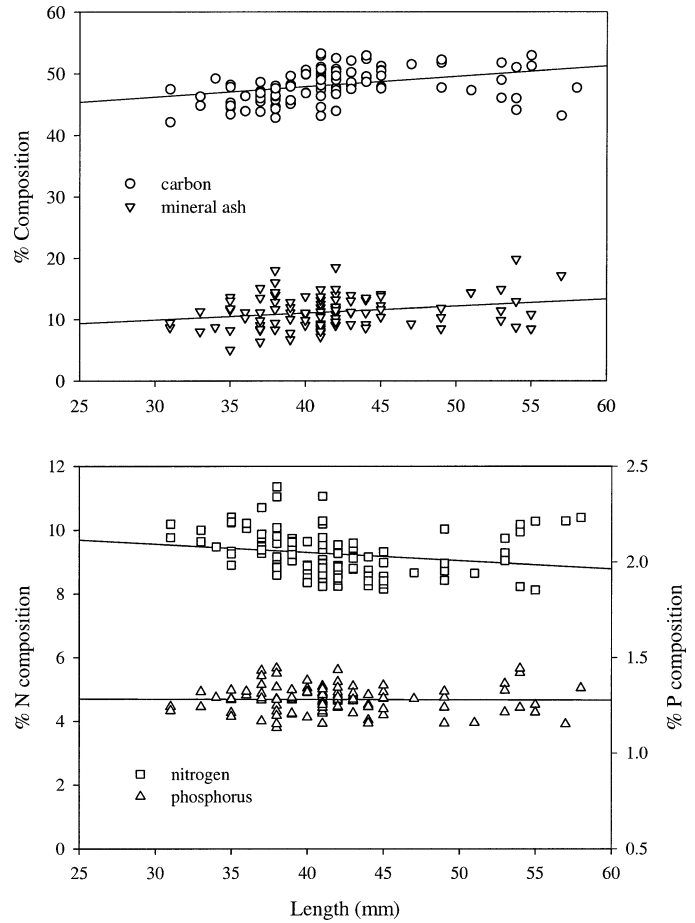 60
50
40
30
20
10
0
% Composition
carbon
mineral ash
25 30 35 40 45 50 55 60
12
10
8
6
4
2
0
% N composition
2.5
2.0
1.5
1.0
0.5
% P composition
nitrogen
phosphorus
25 30 35 40 45 50 55 60
Length (mm)